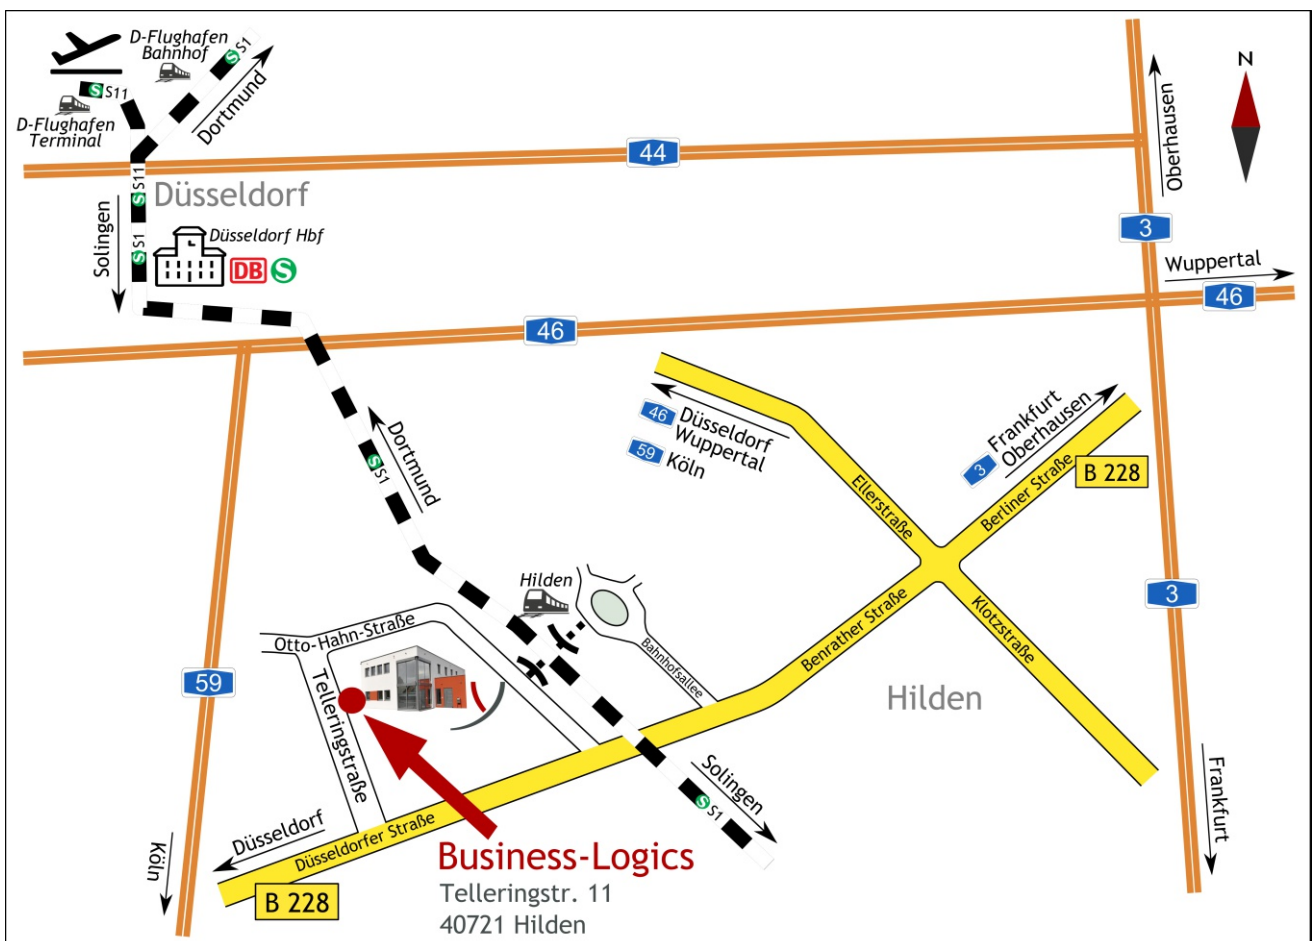 D-Flughafen
Bahnhof
S S1
Dortmund
S S11
D-Flughafen
Terminal
N
Oberhausen
44
S S11
Düsseldorf
Solingen
S S1
Düsseldorf Hbf
DB S
3
Wuppertal
46
46
46 Düsseldorf
Wuppertal
59 Köln
3 Frankfurt
Oberhausen
Berliner Straße
B 228
Dortmund
S S1
Ellerstraße
Hilden
Otto-Hahn-Straße
Telleringstraße
Bahnhofsallee
Benrather Straße
Klotzstraße
3
59
Hilden
Solingen
S S1
Frankfurt
Düsseldorf
Düsseldorfer Straße
Köln
B 228
Business-Logics
Telleringstr. 11
40721 Hilden